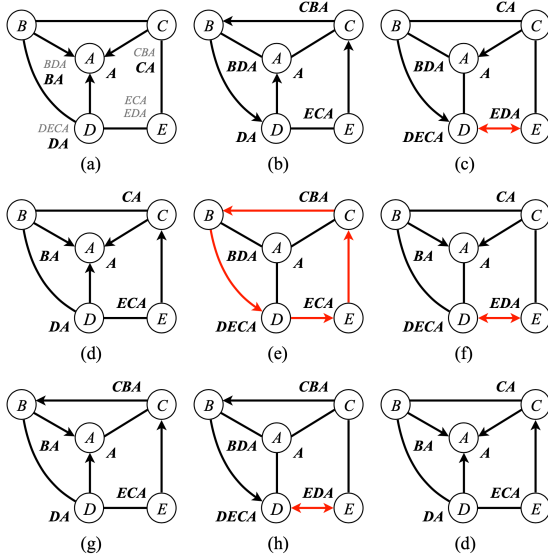 B C CBA B C CBA B C CA
A BDA BA A CBA CA
A BDA A
A BDA A
ECA EDA
DECA DA D E
DA D ECA E
DECA D EDA E
(a) (b) (c)
B C CA
B C CBA
B C CA
A BA A
A BDA A
A BA A
DA D ECA E
DECA D ECA E
DECA D EDA E
(d) (e) (f)
B C CBA
B C CBA
B C CA
A BA A
A BDA A
A BA A
DA D ECA E
DECA D EDA E
DA D ECA E
(g) (h) (d)